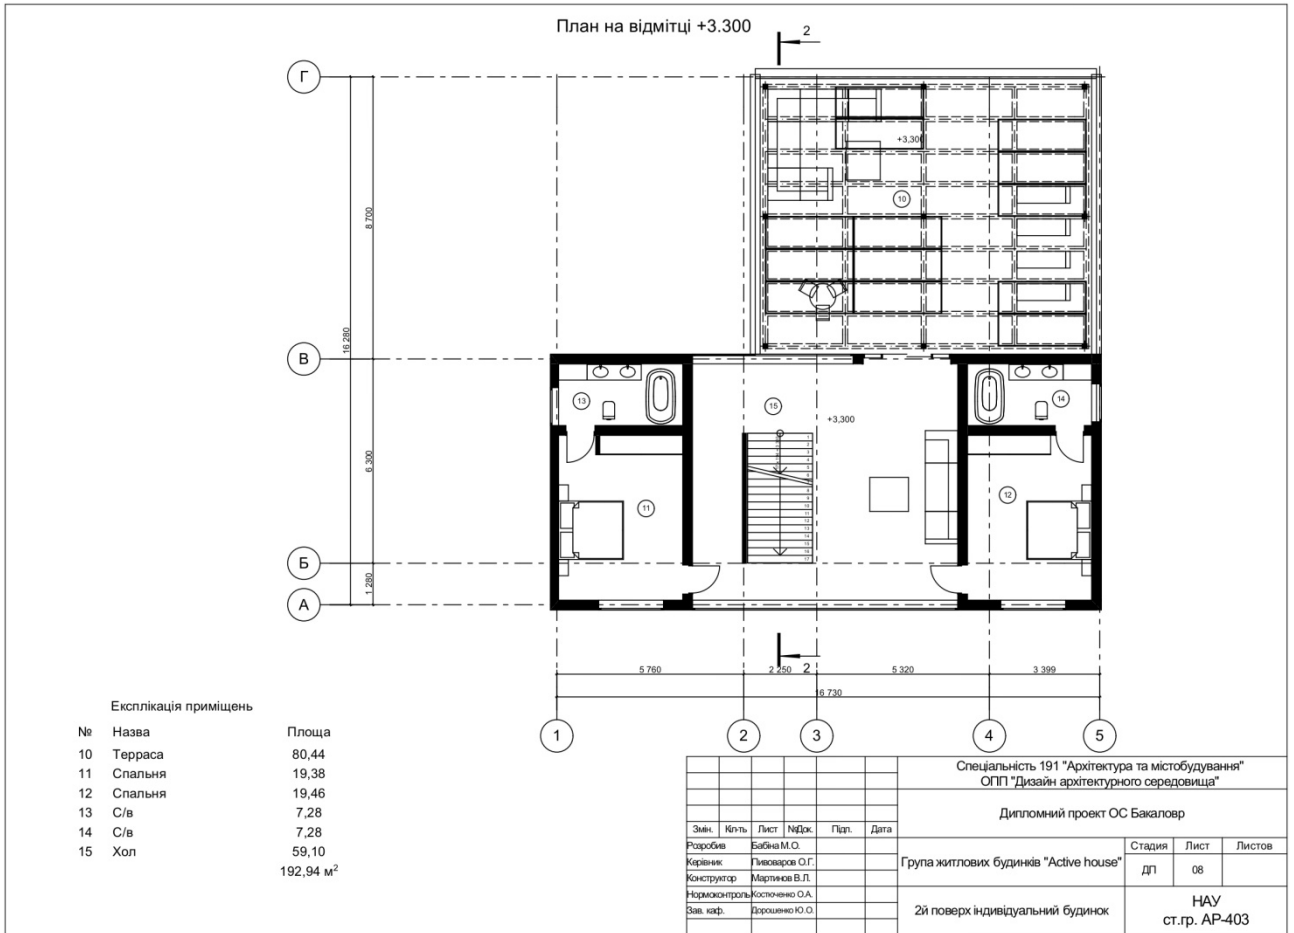 План на відмітці +3.300
2
Г
+3,300
10
8 700
16 280
В
13
15
14
+3,300
6 300
11
12
Б
1 280
А
2
5 760
2 250
5 320
3 399
16 730
1
2
3
4
5
Експлікація приміщень
№ Назва Площа
10 Терраса 80,44
11 Спальня 19,38
12 Спальня 19,46
13 С/в 7,28
14 С/в 7,28
15 Хол 59,10
192,94 м²
Спеціальність 191 "Архітектура та містобудування"
ОПП "Дизайн архітектурного середовища"
Дипломний проект ОС Бакаловр
Змін. Кіл-ть Лист №Док. Підп. Дата
Розробив Бабіна М.О.
Керівник Пивоваров О.Г.
Конструктор Мартинов В.Л.
Нормоконтроль Костюченко О.А.
Зав. каф. Дорошенко Ю.О.
Група житлових будинків "Active house"
Стадия Лист Листов
ДП 08
2й поверх індивідуальний будинок
НАУ
ст.гр. АР-403